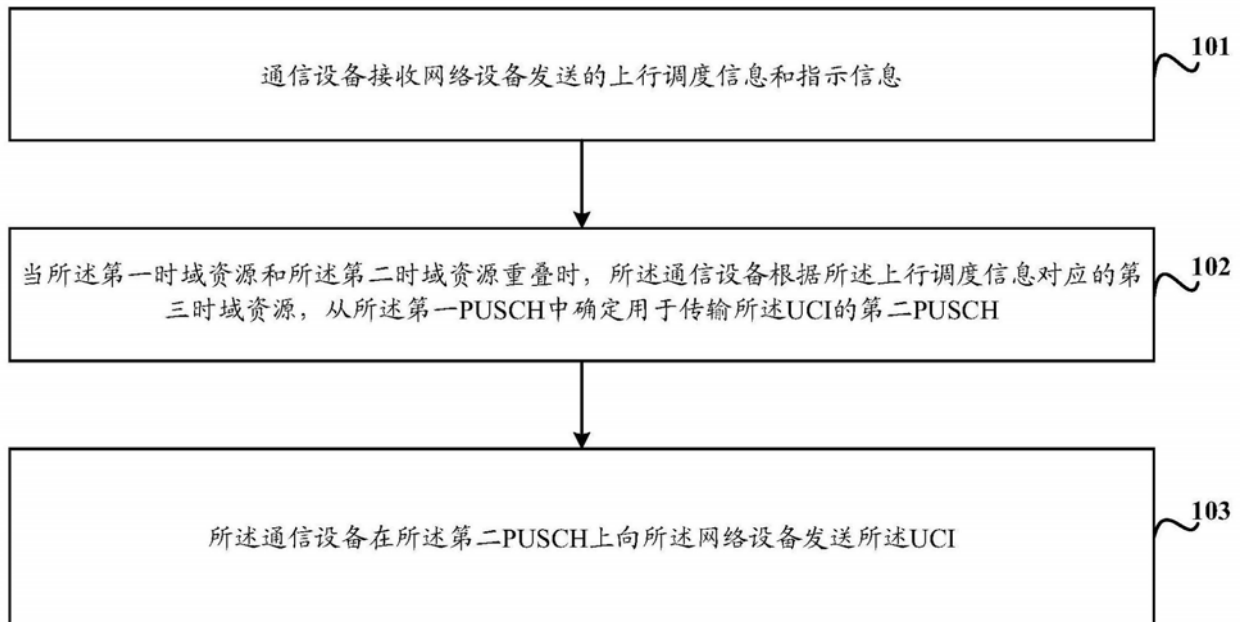 通信设备接收网络设备发送的上行调度信息和指示信息
101
当所述第一时域资源和所述第二时域资源重叠时，所述通信设备根据所述上行调度信息对应的第
三时域资源，从所述第一PUSCH中确定用于传输所述UCI的第二PUSCH
102
所述通信设备在所述第二PUSCH上向所述网络设备发送所述UCI
103